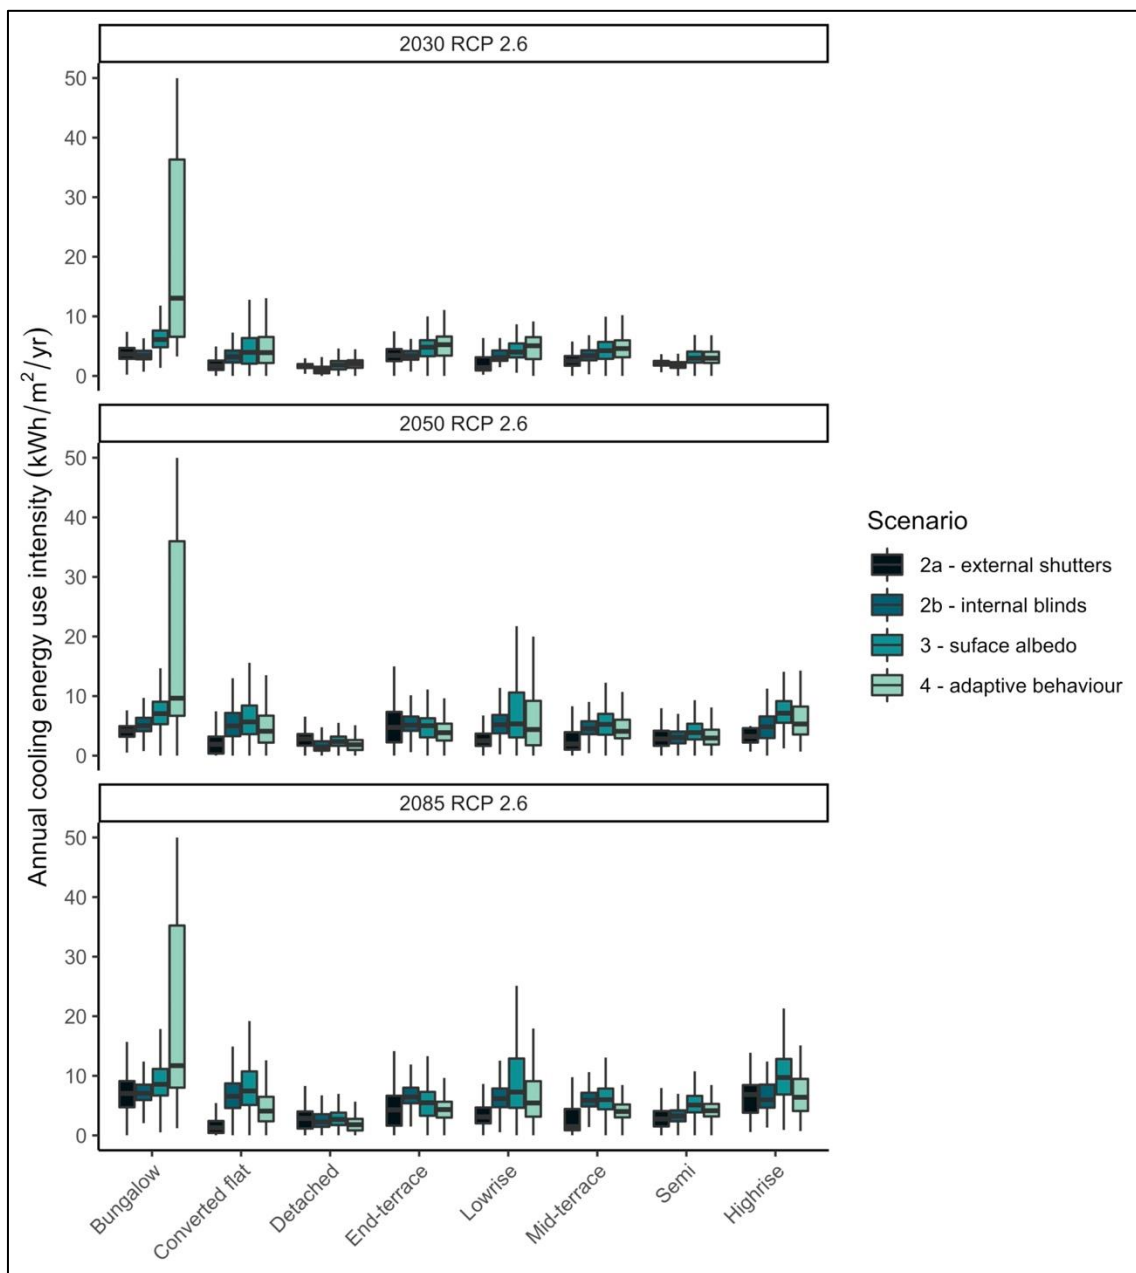 2030 RCP 2.6
50
40
30
20
10
0
2050 RCP 2.6
50
40
30
20
10
0
2085 RCP 2.6
50
40
30
20
10
0
Annual cooling energy use intensity (kWh/m²/yr)
Bungalow
Converted flat
Detached
End-terrace
Lowrise
Mid-terrace
Semi
Highrise
Scenario
2a - external shutters
2b - internal blinds
3 - suface albedo
4 - adaptive behaviour